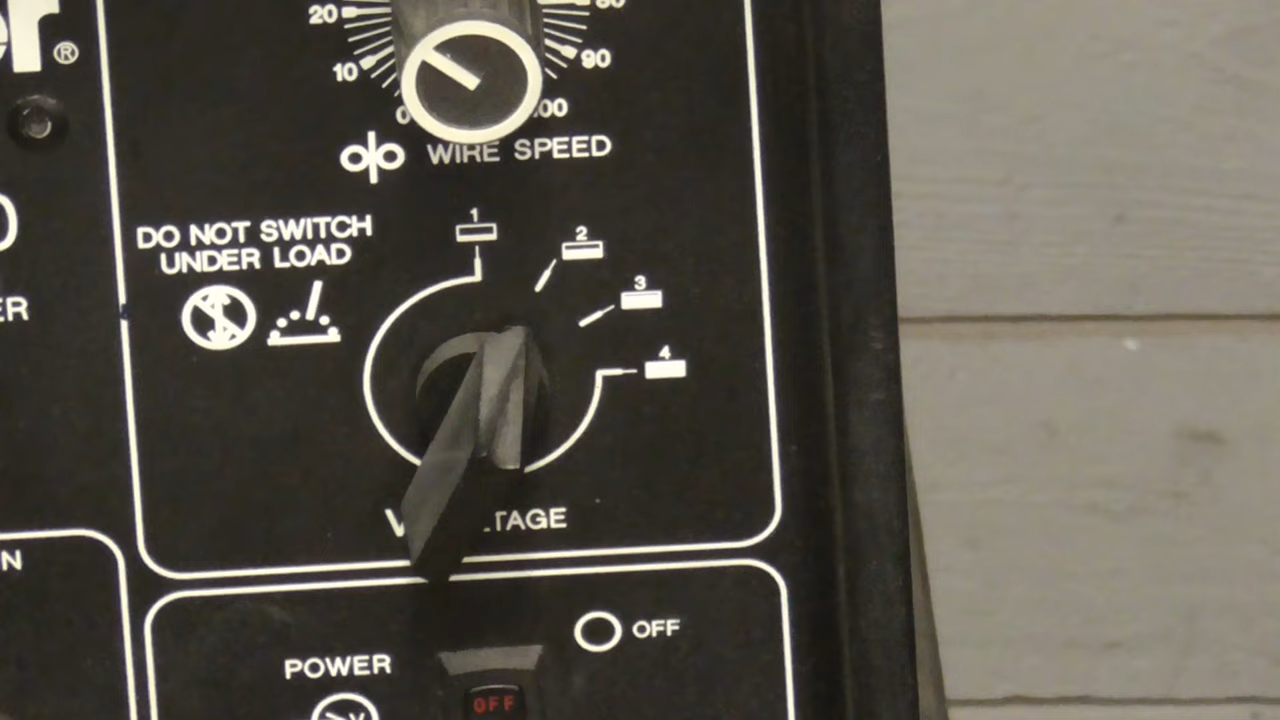 20
10
0
90
WIRE SPEED
DO NOT SWITCH
UNDER LOAD
1
2
3
4
ER
TAGE
N
OFF
POWER
OFF